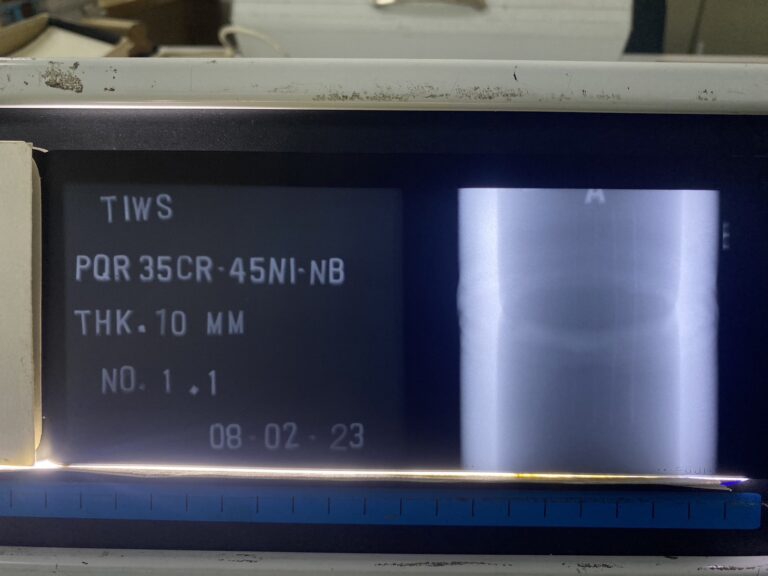 TIWS
PQR 35CR-45NI-NB
THK. 10 MM
NO. 1 .1
08-02-23
A
E